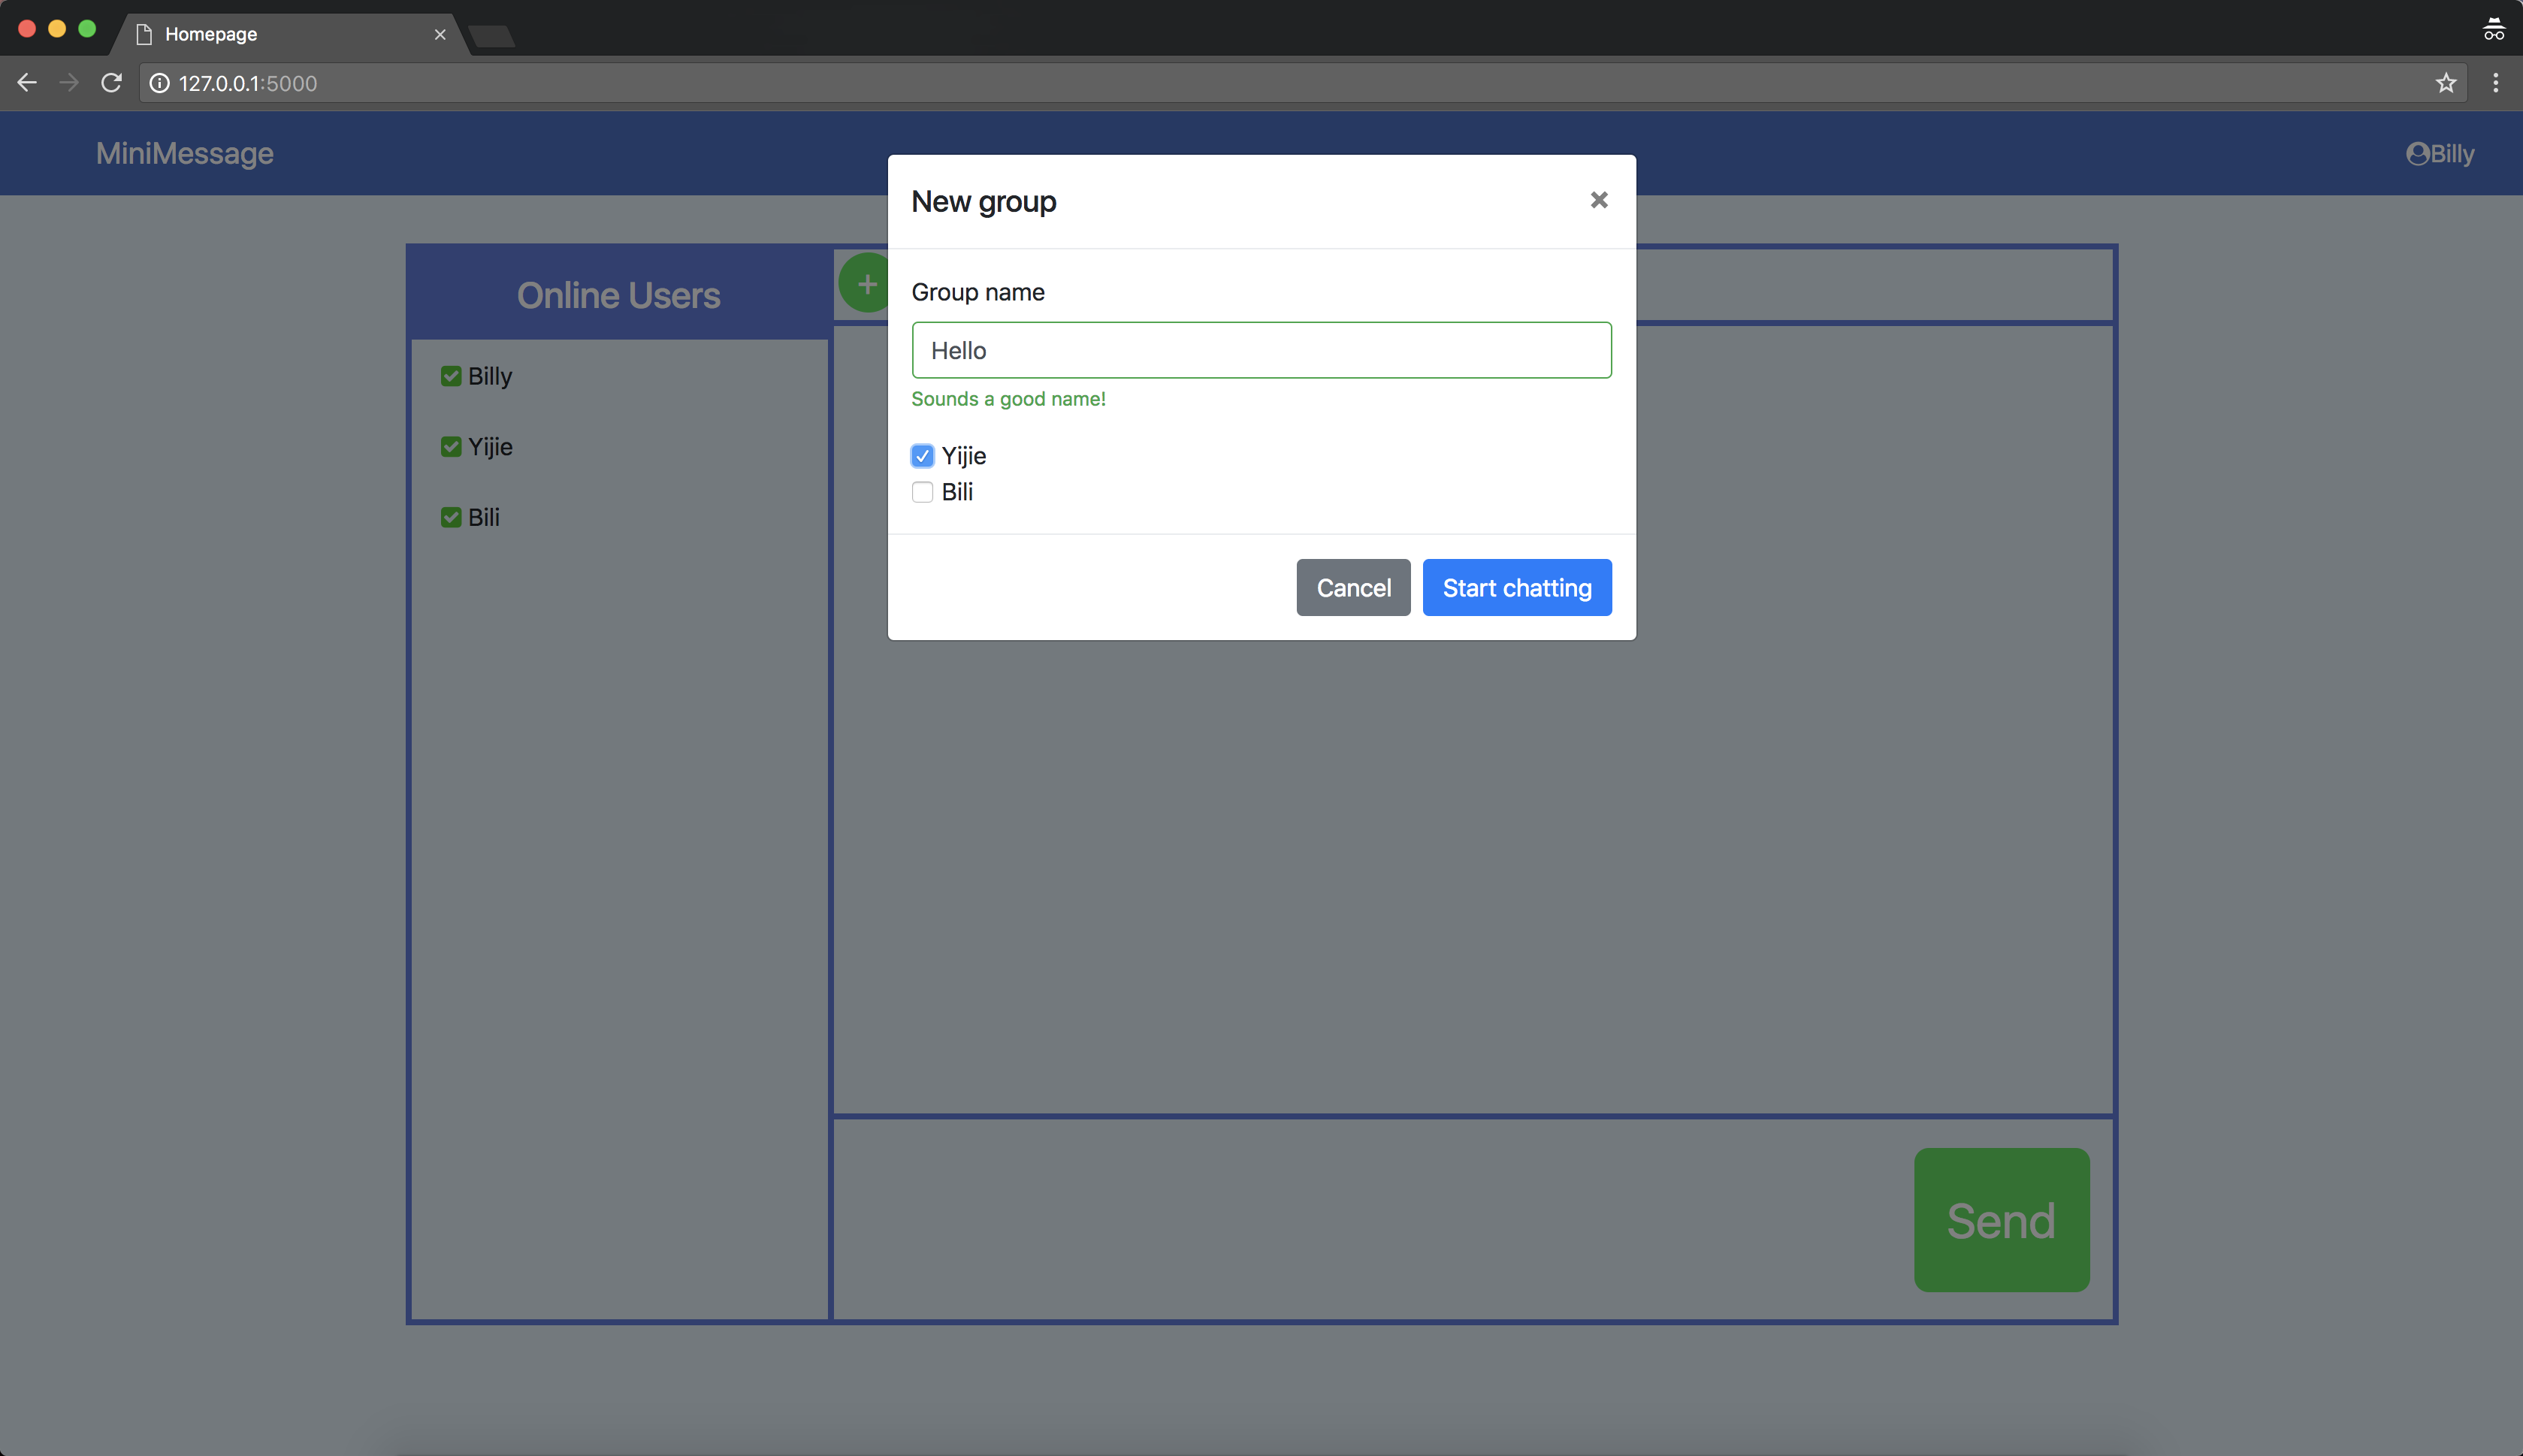 Homepage
127.0.0.1:5000
MiniMessage
Billy
New group
Group name
Hello
Sounds a good name!
Yijie
Bili
Cancel
Start chatting
Online Users
+
Billy
Yijie
Bili
Send